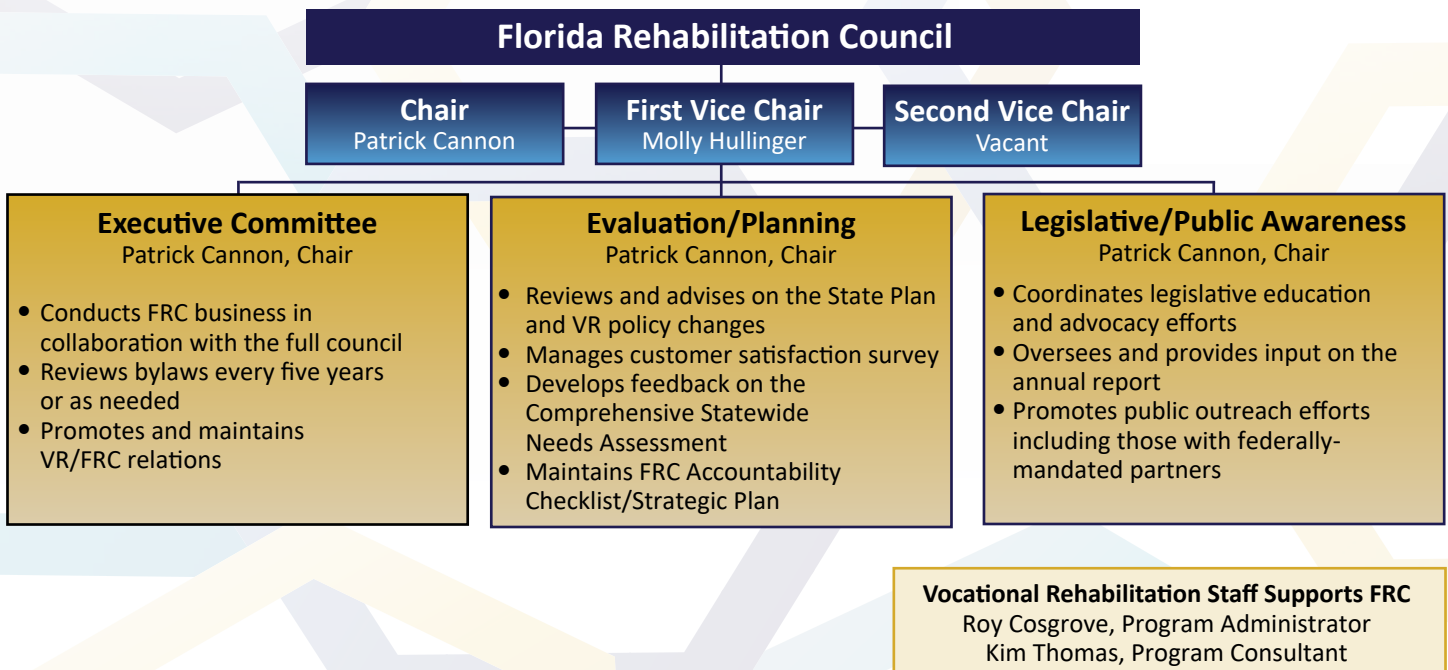 Florida Rehabilitation Council
Chair
Patrick Cannon
First Vice Chair
Molly Hullinger
Second Vice Chair
Vacant
Executive Committee
Patrick Cannon, Chair
• Conducts FRC business in
collaboration with the full council
• Reviews bylaws every five years
or as needed
• Promotes and maintains
VR/FRC relations
Evaluation/Planning
Patrick Cannon, Chair
• Reviews and advises on the State Plan
and VR policy changes
• Manages customer satisfaction survey
• Develops feedback on the
Comprehensive Statewide
Needs Assessment
• Maintains FRC Accountability
Checklist/Strategic Plan
Legislative/Public Awareness
Patrick Cannon, Chair
• Coordinates legislative education
and advocacy efforts
• Oversees and provides input on the
annual report
• Promotes public outreach efforts
including those with federally-
mandated partners
Vocational Rehabilitation Staff Supports FRC
Roy Cosgrove, Program Administrator
Kim Thomas, Program Consultant